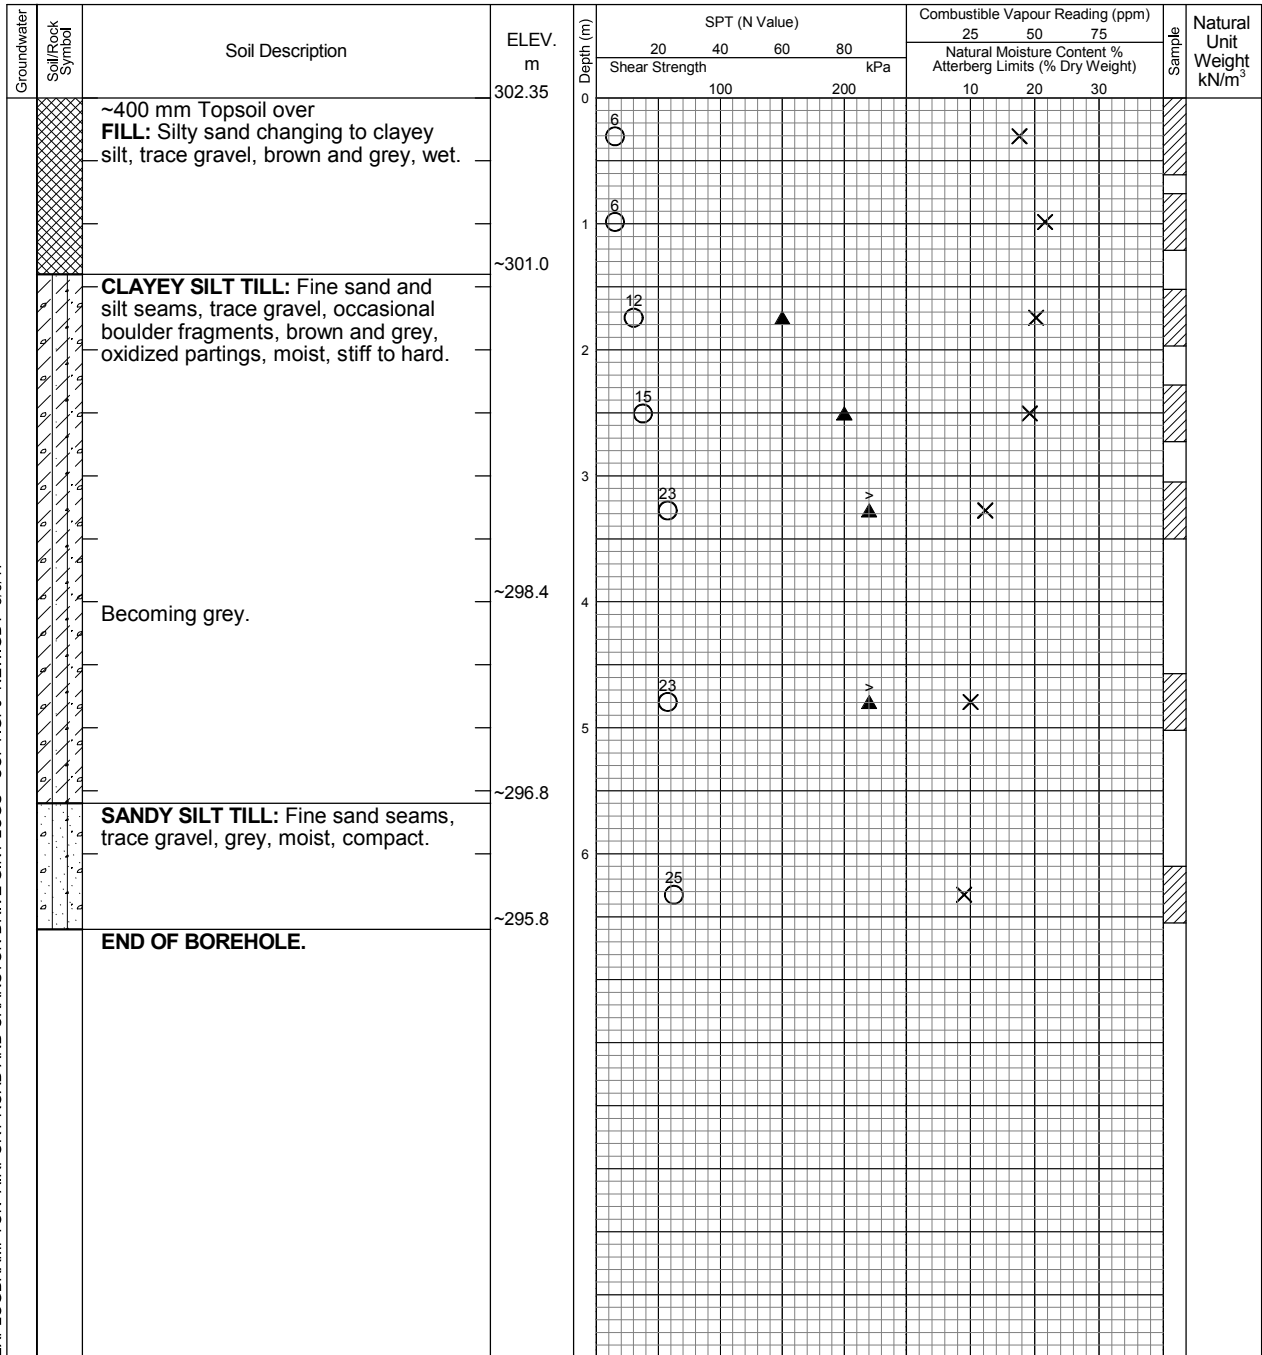 Groundwater
Soil/Rock
Symbol
Soil Description
ELEV.
m
302.35
Depth (m)
SPT (N Value)
20 40 60 80
Shear Strength kPa
100 200
Combustible Vapour Reading (ppm)
25 50 75
Natural Moisture Content %
Atterberg Limits (% Dry Weight)
10 20 30
Sample
Natural
Unit
Weight
kN/m³
0
~400 mm Topsoil over
FILL: Silty sand changing to clayey
silt, trace gravel, brown and grey, wet.
6
6
1
~301.0
CLAYEY SILT TILL: Fine sand and
silt seams, trace gravel, occasional
boulder fragments, brown and grey,
oxidized partings, moist, stiff to hard.
12
2
15
3
23 >
~298.4
4
Becoming grey.
23 >
5
~296.8
SANDY SILT TILL: Fine sand seams,
trace gravel, grey, moist, compact.
6
25
~295.8
END OF BOREHOLE.